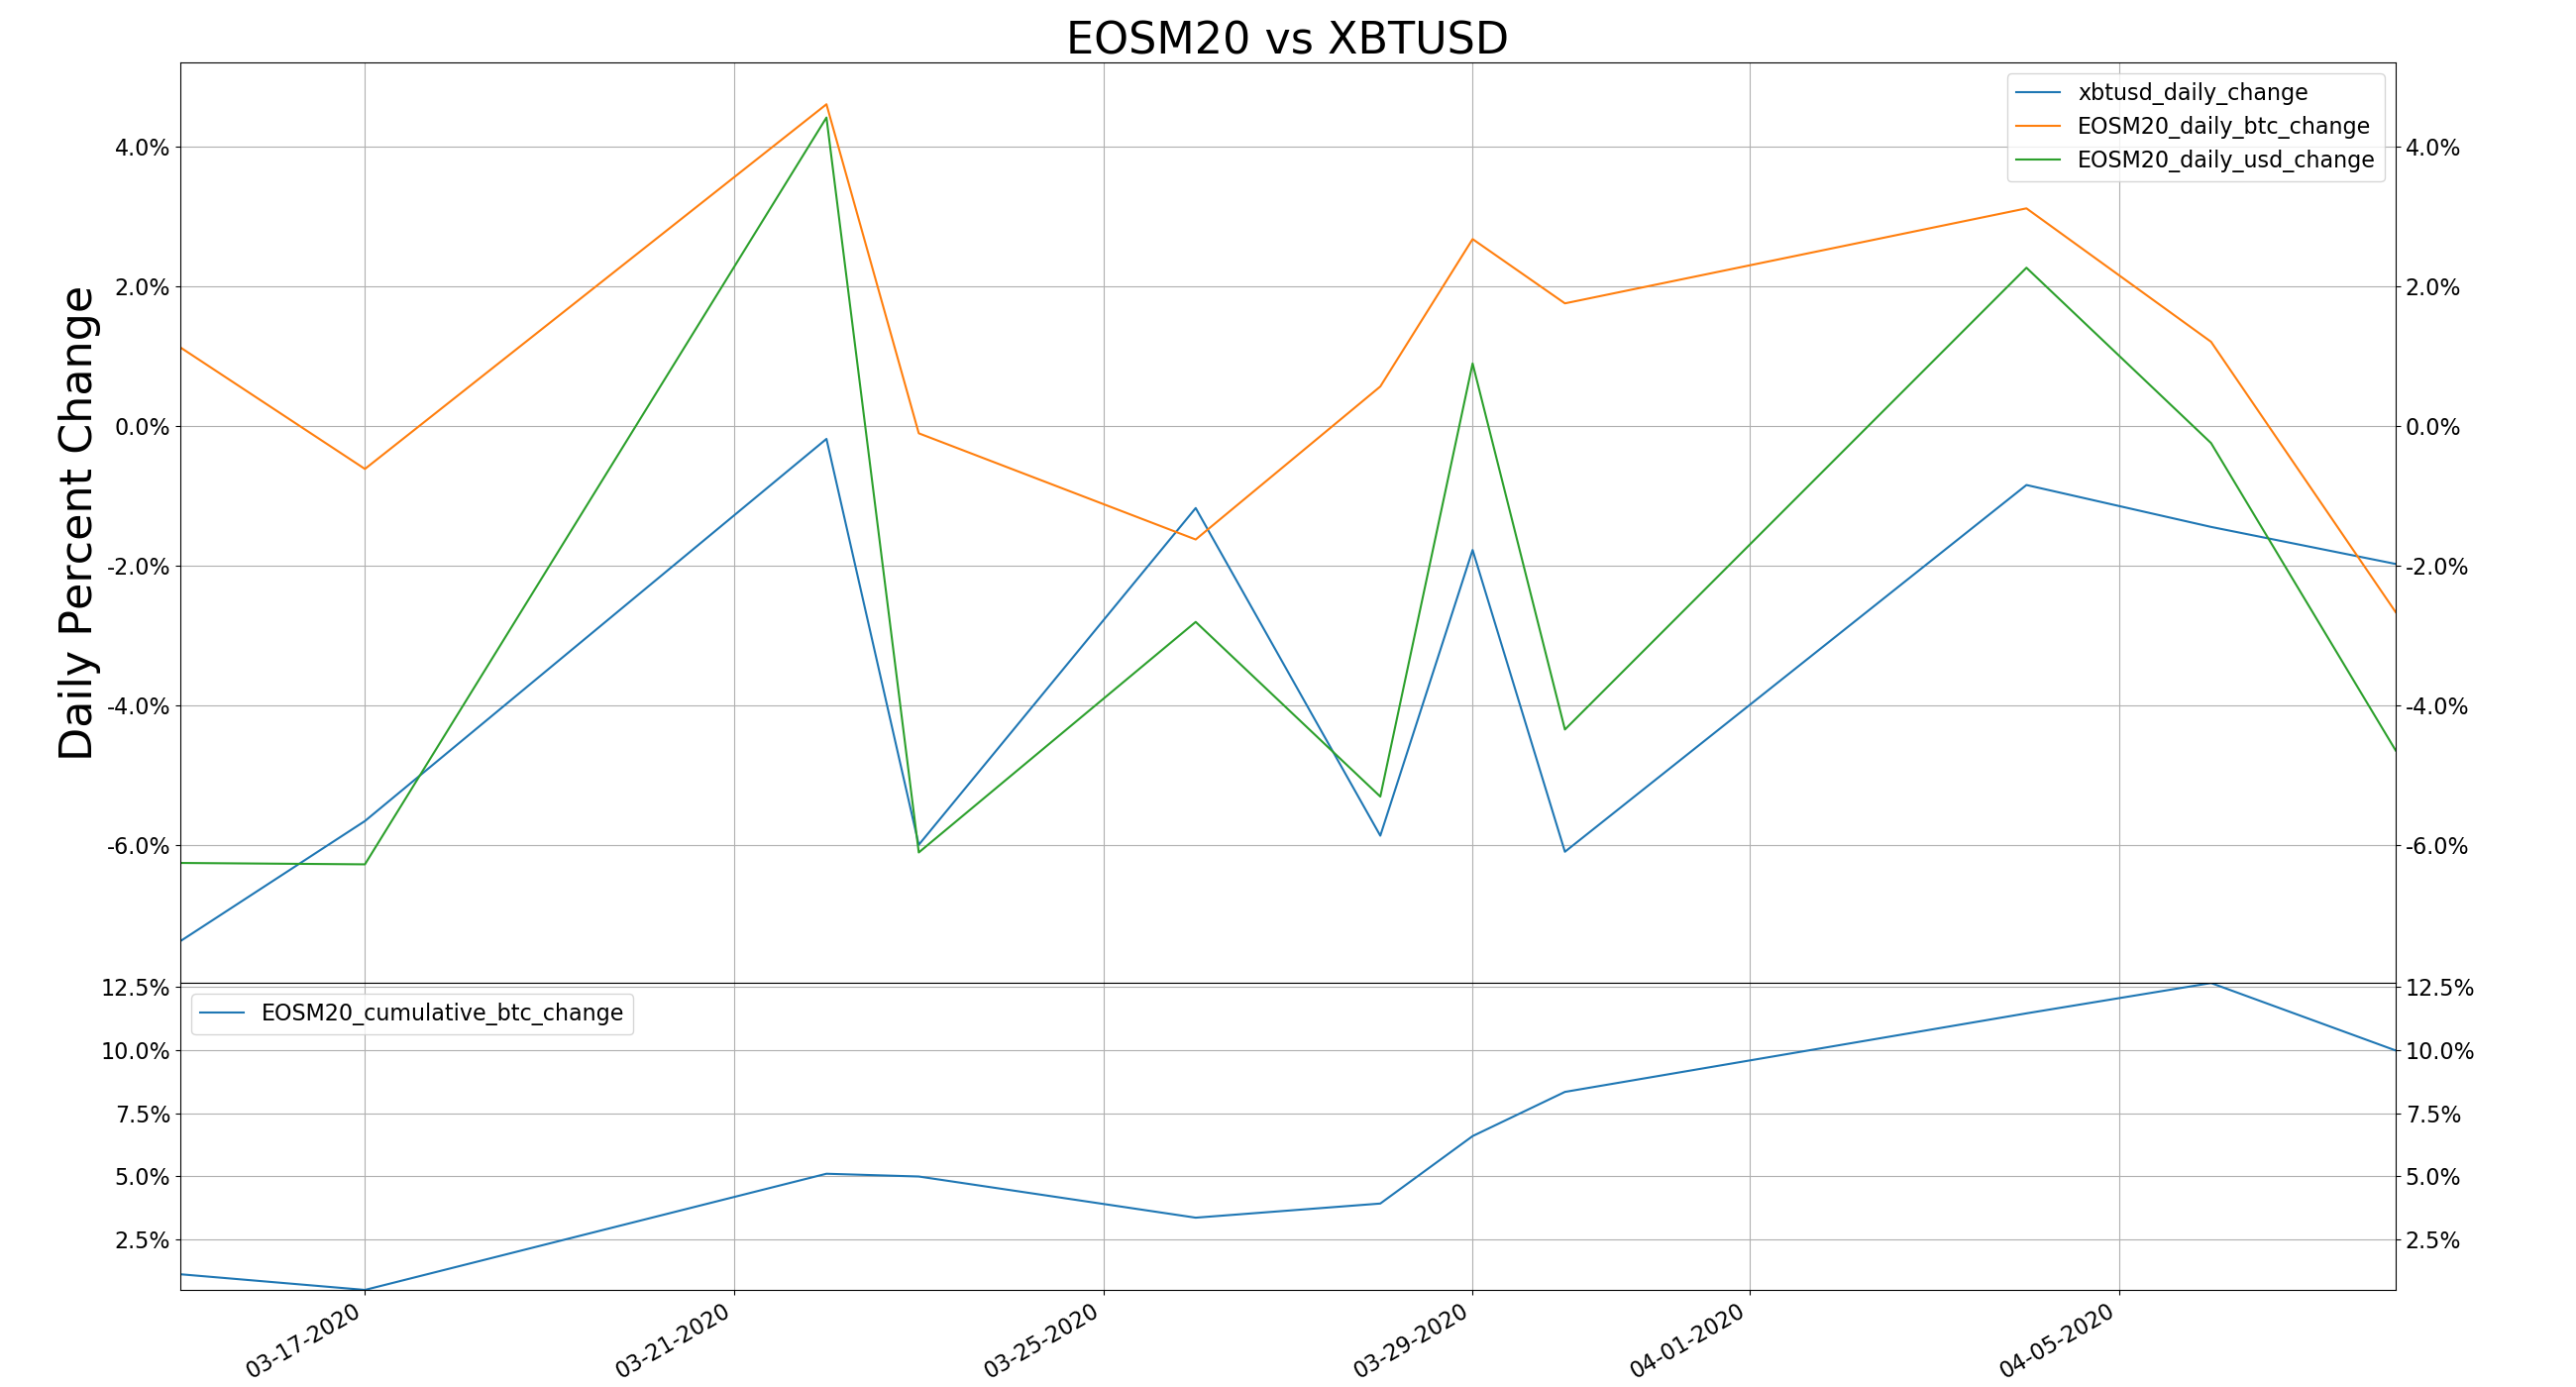 EOSM20 vs XBTUSD
xbtusd_daily_change
EOSM20_daily_btc_change
EOSM20_daily_usd_change
Daily Percent Change
4.0% 4.0%
2.0% 2.0%
0.0% 0.0%
-2.0% -2.0%
-4.0% -4.0%
-6.0% -6.0%
12.5% 12.5%
EOSM20_cumulative_btc_change
10.0% 10.0%
7.5% 7.5%
5.0% 5.0%
2.5% 2.5%
03-17-2020 03-21-2020 03-25-2020 03-29-2020 04-01-2020 04-05-2020